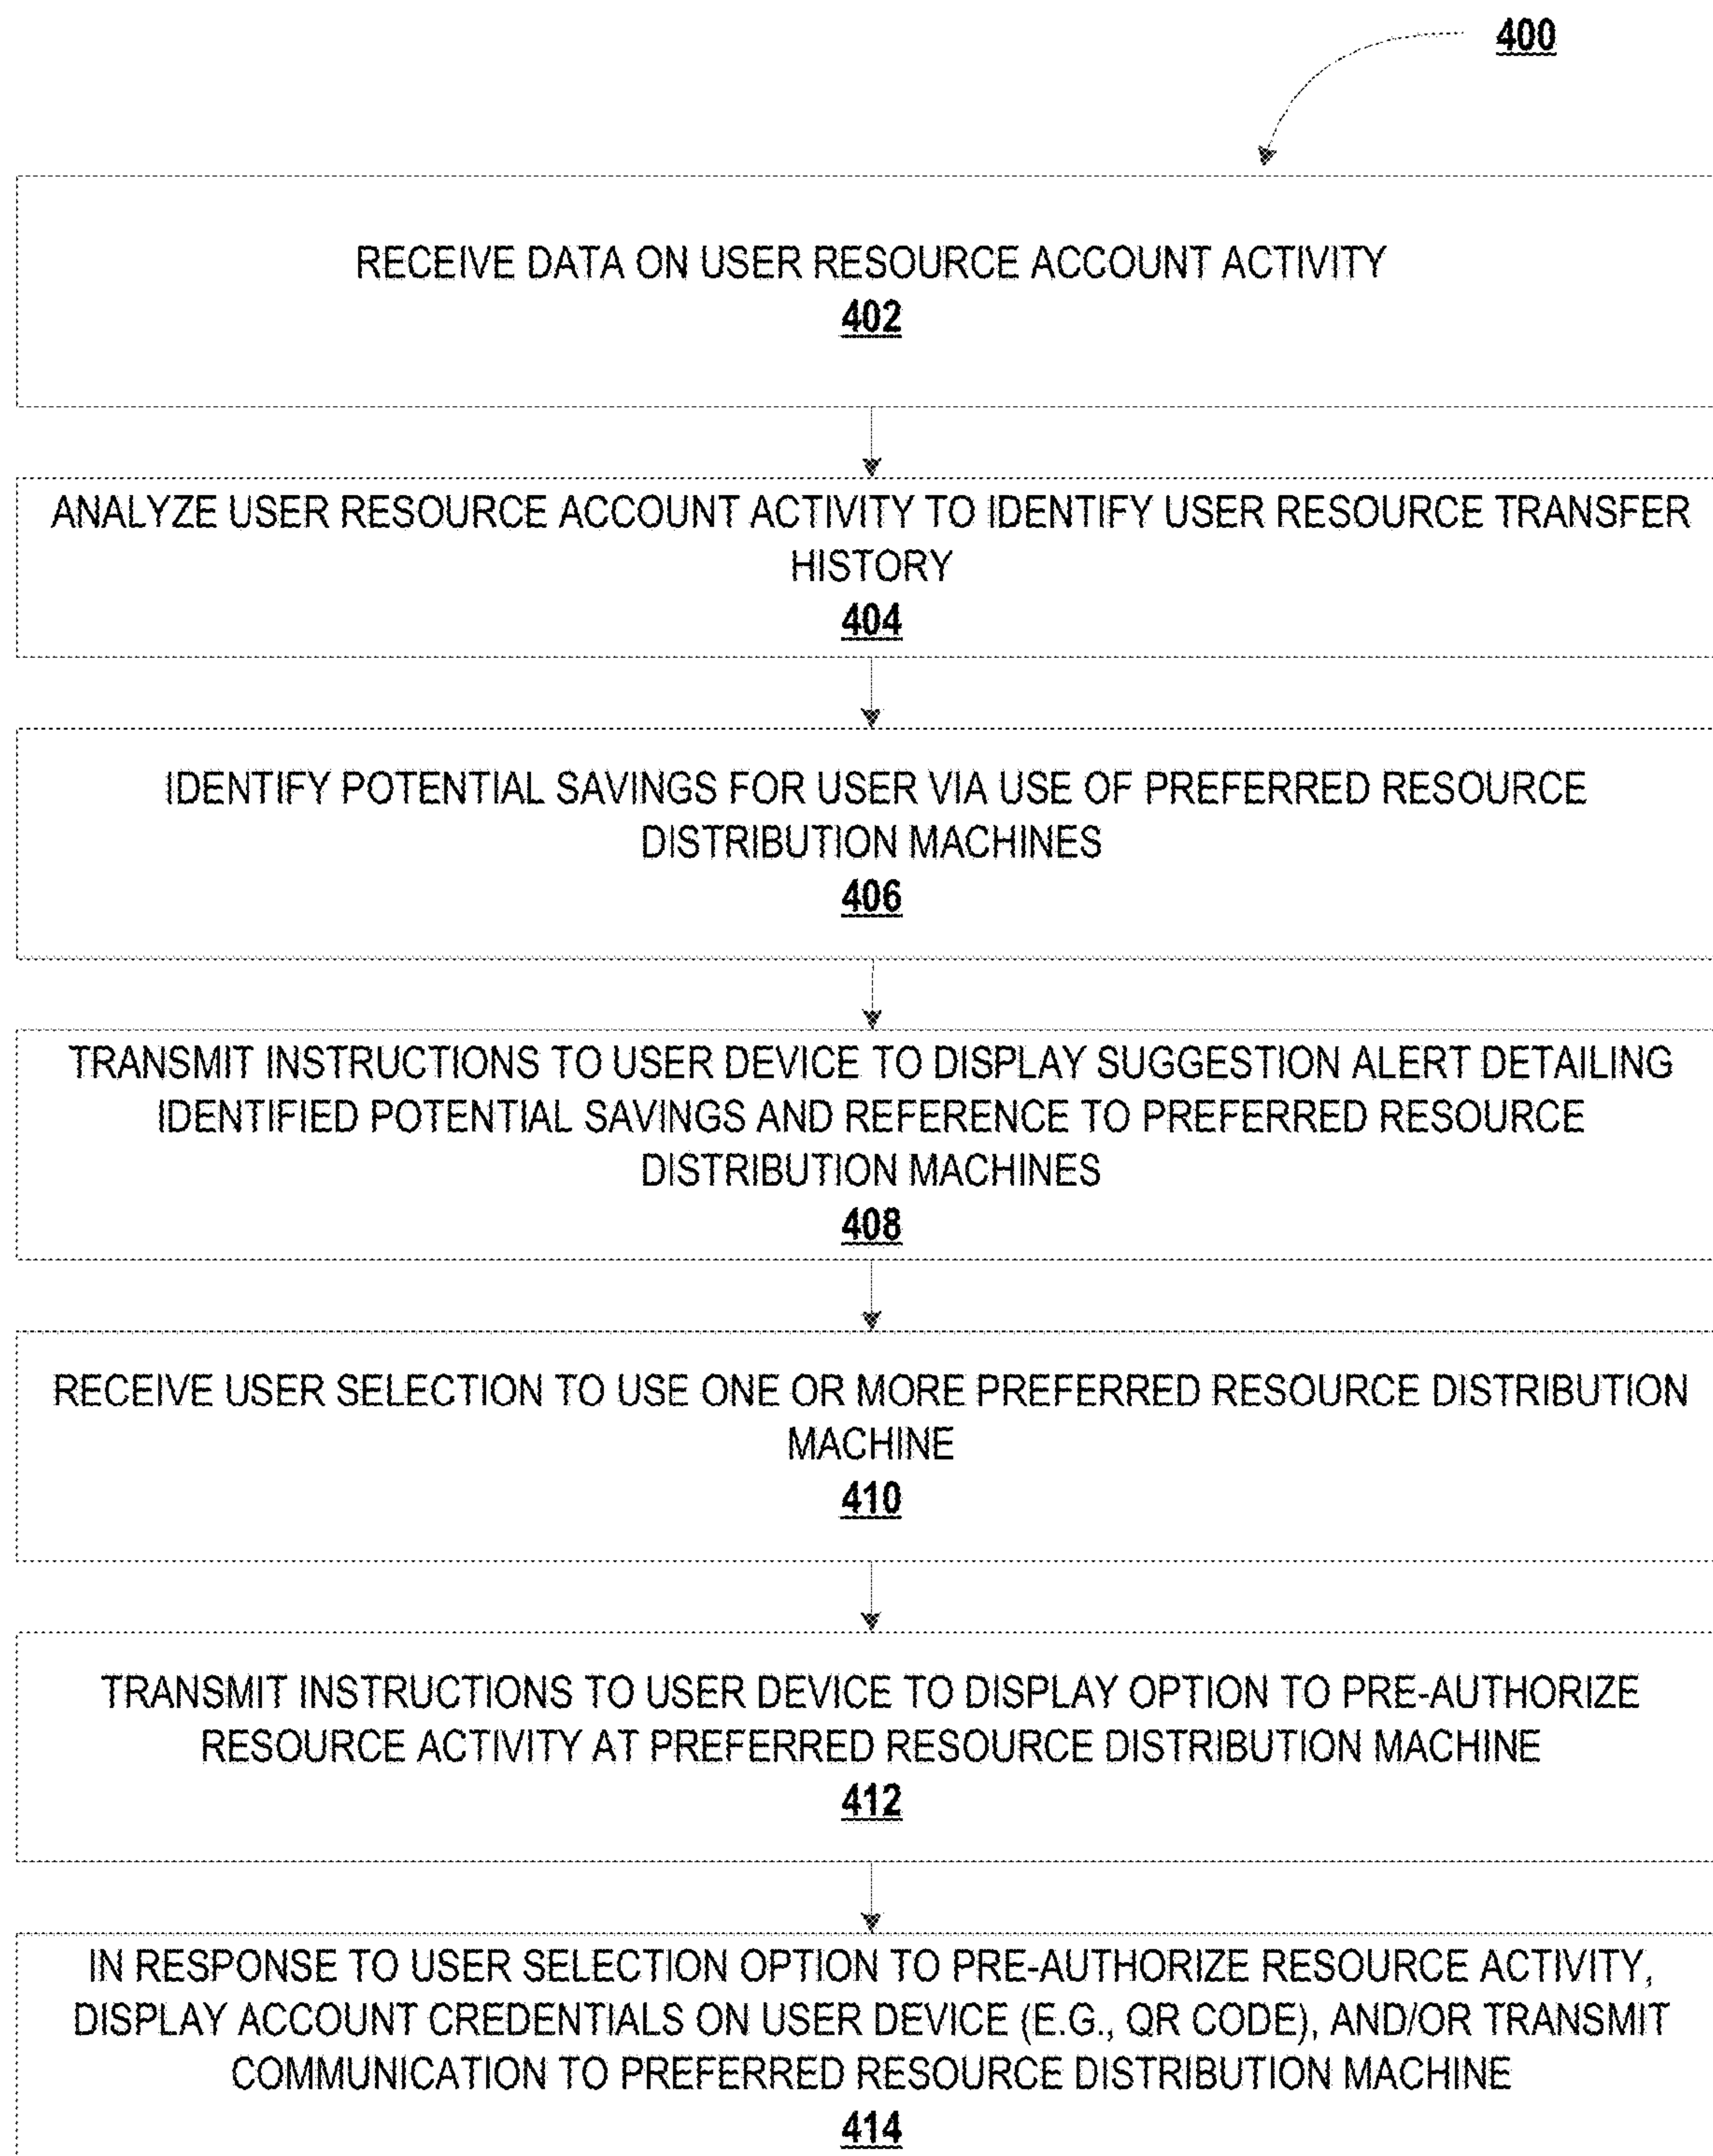 400
RECEIVE DATA ON USER RESOURCE ACCOUNT ACTIVITY
402
ANALYZE USER RESOURCE ACCOUNT ACTIVITY TO IDENTIFY USER RESOURCE TRANSFER
HISTORY
404
IDENTIFY POTENTIAL SAVINGS FOR USER VIA USE OF PREFERRED RESOURCE
DISTRIBUTION MACHINES
406
TRANSMIT INSTRUCTIONS TO USER DEVICE TO DISPLAY SUGGESTION ALERT DETAILING
IDENTIFIED POTENTIAL SAVINGS AND REFERENCE TO PREFERRED RESOURCE
DISTRIBUTION MACHINES
408
RECEIVE USER SELECTION TO USE ONE OR MORE PREFERRED RESOURCE DISTRIBUTION
MACHINE
410
TRANSMIT INSTRUCTIONS TO USER DEVICE TO DISPLAY OPTION TO PRE-AUTHORIZE
RESOURCE ACTIVITY AT PREFERRED RESOURCE DISTRIBUTION MACHINE
412
IN RESPONSE TO USER SELECTION OPTION TO PRE-AUTHORIZE RESOURCE ACTIVITY,
DISPLAY ACCOUNT CREDENTIALS ON USER DEVICE (E.G., QR CODE), AND/OR TRANSMIT
COMMUNICATION TO PREFERRED RESOURCE DISTRIBUTION MACHINE
414